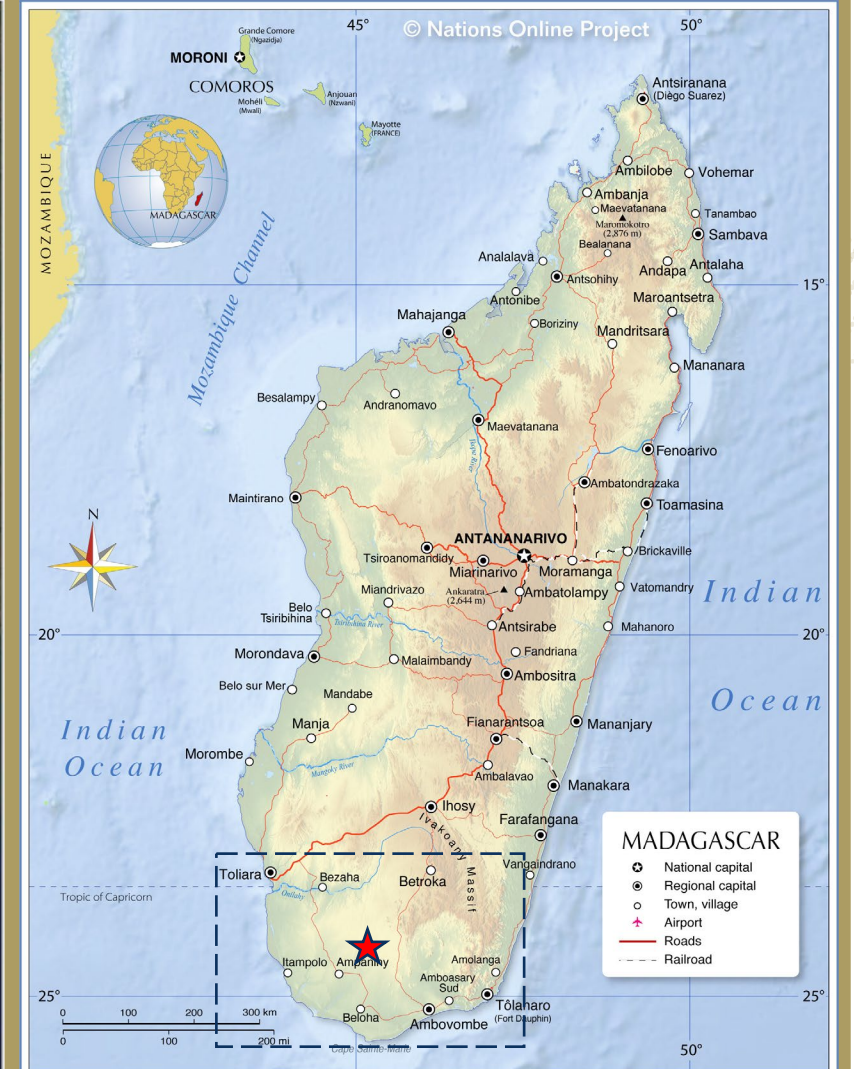 45°
50°
© Nations Online Project
Grande Comore
(Ngazidja)
MORONI
COMOROS
Mohéli
(Mwali)
Anjouan
(Nzwani)
Mayotte
(FRANCE)
MOZAMBIQUE
MADAGASCAR
Mozambique Channel
Antsiranana
(Diègo Suarez)
Ambilobe
Vohemar
Ambanja
Maevatanana
Maromokotro
(2,876 m)
Tanambao
Sambava
Bealanana
Analalava
Antsohihy
Andapa
Antalaha
15°
Antonibe
Maroantsetra
Mahajanga
Boriziny
Mandritsara
Mananara
Besalampy
Andranomavo
Maevatanana
Fenoarivo
Ambatondrazaka
Maintirano
Toamasina
N
ANTANANARIVO
Tsiroanomandidy
Miarinarivo
Moramanga
Brickaville
Ankaratra
(2,644 m)
Ambatolampy
Vatomandry
Indian
Ocean
Miandrivazo
Belo
Tsiribihina
Tsiribihina River
Antsirabe
Mahanoro
20°
20°
Morondava
Malaimbandy
Fandriana
Ambositra
Belo sur Mer
Mandabe
Manja
Fianarantsoa
Mananjary
Indian
Ocean
Morombe
Mangoky River
Ambalavao
Manakara
Ihosy
Ivakoany Massif
Farafangana
Toliara
Bezaha
Onilahy
Betroka
Vangaindrano
Tropic of Capricorn
Itampolo
Ampaniny
Amolanga
Amboasary
Sud
25°
25°
Beloha
Ambovombe
Tôlanaro
(Fort Dauphin)
Cape Sainte-Marie
0 100 200 300 km
0 100 200 mi
50°
MADAGASCAR
National capital
Regional capital
Town, village
Airport
Roads
Railroad